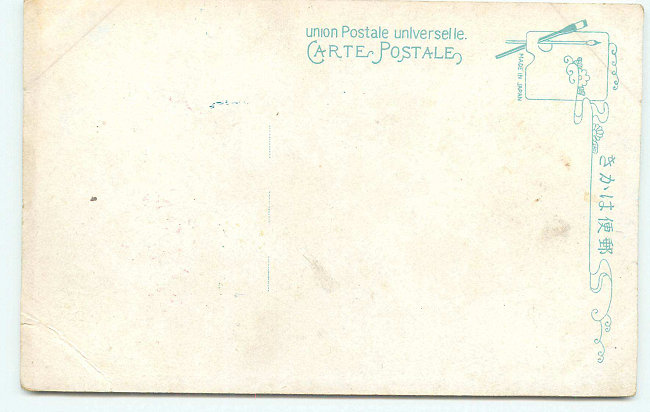 union Postale universelle.
CARTE POSTALE
MADE IN JAPAN
郵便はかき